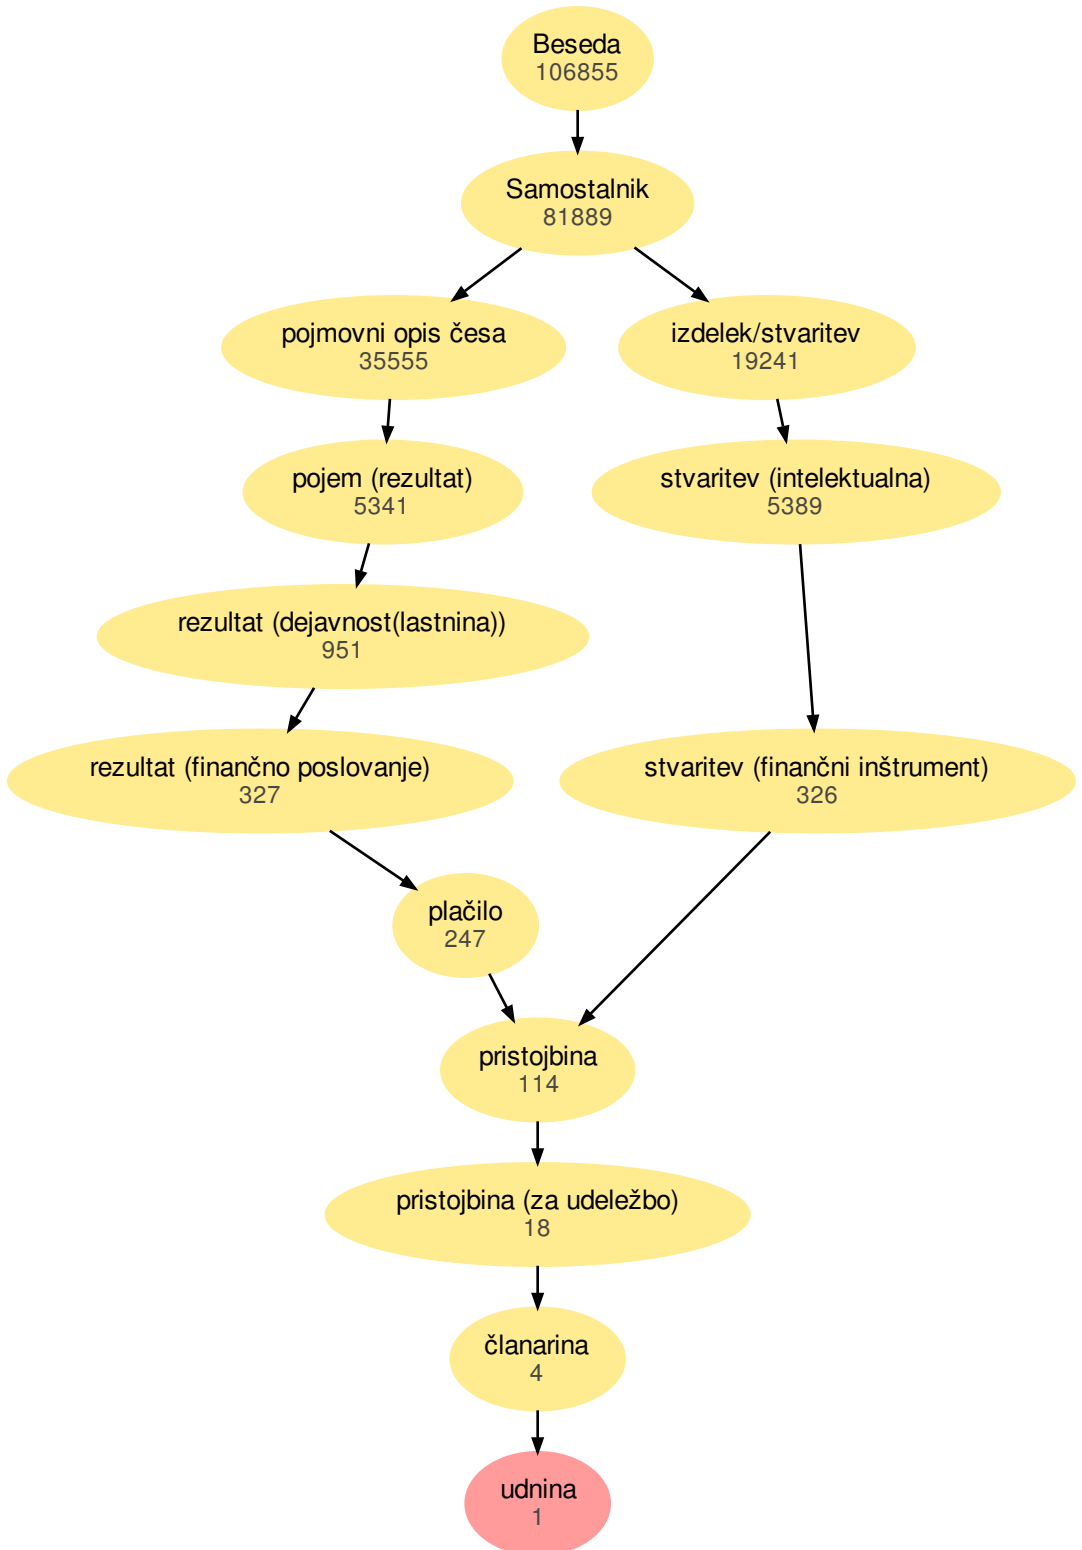 Beseda
106855
Samostalnik
81889
pojmovni opis česa
35555
izdelek/stvaritev
19241
pojem (rezultat)
5341
stvaritev (intelektualna)
5389
rezultat (dejavnost(lastnina))
951
rezultat (finančno poslovanje)
327
stvaritev (finančni inštrument)
326
plačilo
247
pristojbina
114
pristojbina (za udeležbo)
18
članarina
4
udnina
1